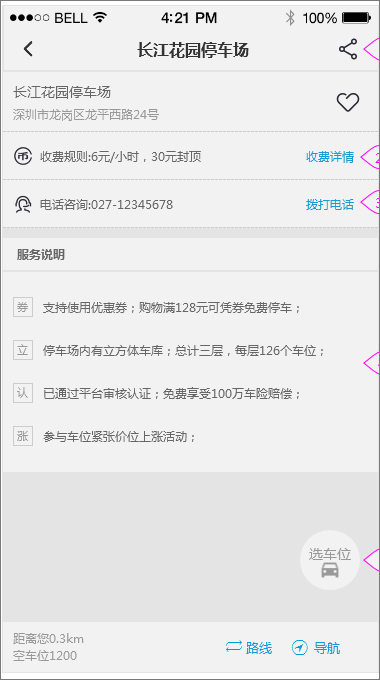 BELL 4:21 PM 100%
长江花园停车场
长江花园停车场
深圳市龙岗区龙平西路24号
收费规则:6元/小时，30元封顶 收费详情
电话咨询:027-12345678 拨打电话
服务说明
券 支持使用优惠券；购物满128元可凭券免费停车；
立 停车场内有立方体车库；总计三层，每层126个车位；
认 已通过平台审核认证；免费享受100万车险赔偿；
涨 参与车位紧张价位上涨活动；
选车位
距离您0.3km
空车位1200
路线 导航